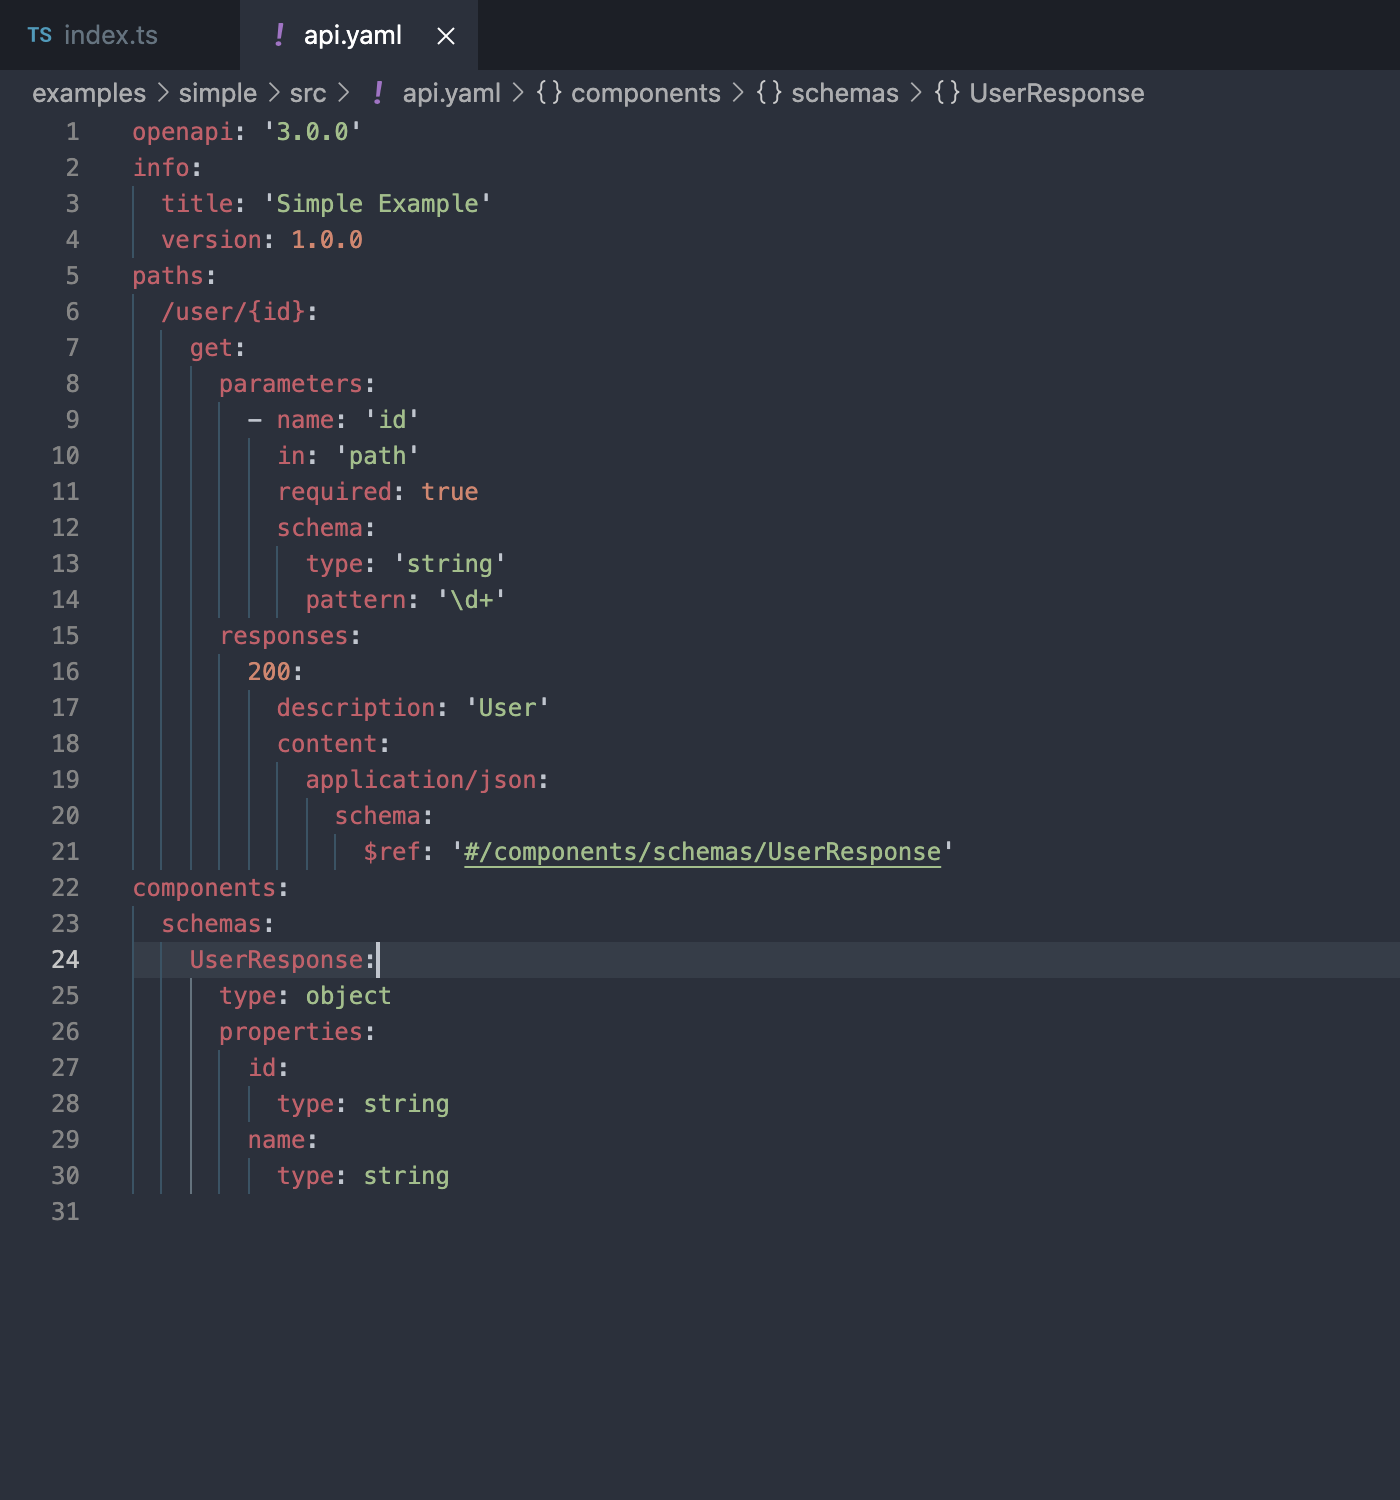 TS index.ts ! api.yaml ×
examples > simple > src > ! api.yaml > {} components > {} schemas > {} UserResponse
1 openapi: '3.0.0'
2 info:
3   title: 'Simple Example'
4   version: 1.0.0
5 paths:
6   /user/{id}:
7     get:
8       parameters:
9         - name: 'id'
10           in: 'path'
11           required: true
12           schema:
13             type: 'string'
14             pattern: '\d+'
15       responses:
16         200:
17           description: 'User'
18           content:
19             application/json:
20               schema:
21                 $ref: '#/components/schemas/UserResponse'
22 components:
23   schemas:
24     UserResponse:
25       type: object
26       properties:
27         id:
28           type: string
29         name:
30           type: string
31